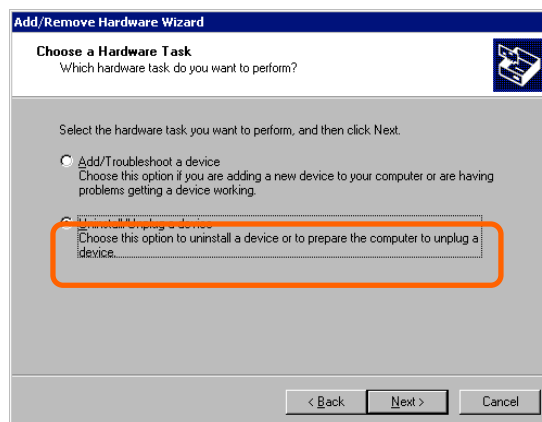 Add/Remove Hardware Wizard
Choose a Hardware Task
Which hardware task do you want to perform?
Select the hardware task you want to perform, and then click Next.
Add/Troubleshoot a device
Choose this option if you are adding a new device to your computer or are having
problems getting a device working.
Uninstall/Unplug a device
Choose this option to uninstall a device or to prepare the computer to unplug a
device.
< Back
Next >
Cancel